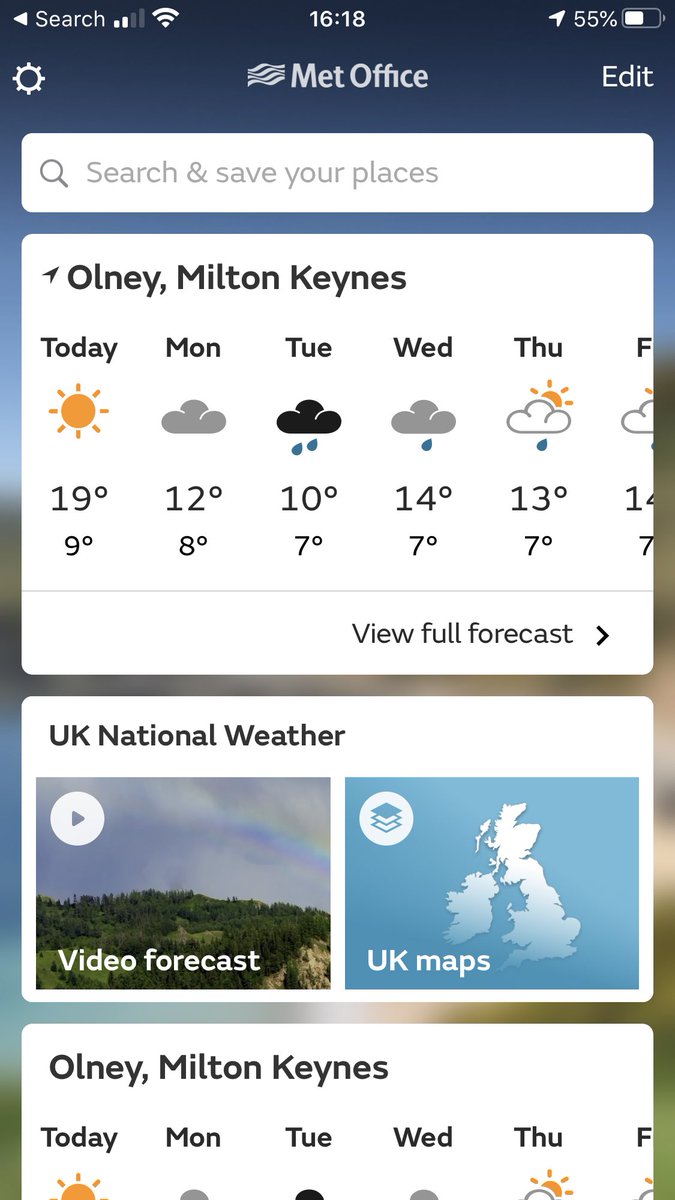 Search 16:18 55%
Met Office Edit
Search & save your places
Olney, Milton Keynes
Today Mon Tue Wed Thu F
19° 12° 10° 14° 13° 14
9° 8° 7° 7° 7° 7
View full forecast
UK National Weather
Video forecast UK maps
Olney, Milton Keynes
Today Mon Tue Wed Thu F